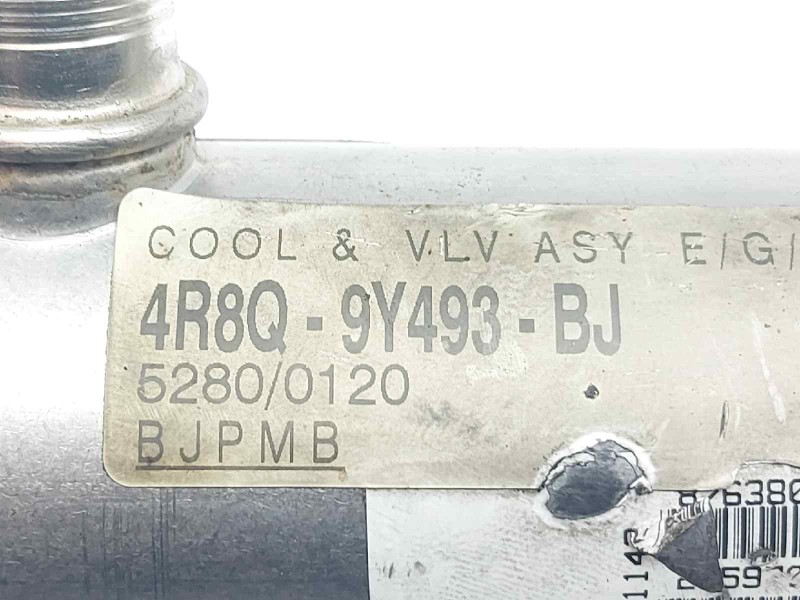 COOL & VLV ASY E/G/
4R8Q - 9Y493 - BJ
5280/0120
BJPMB